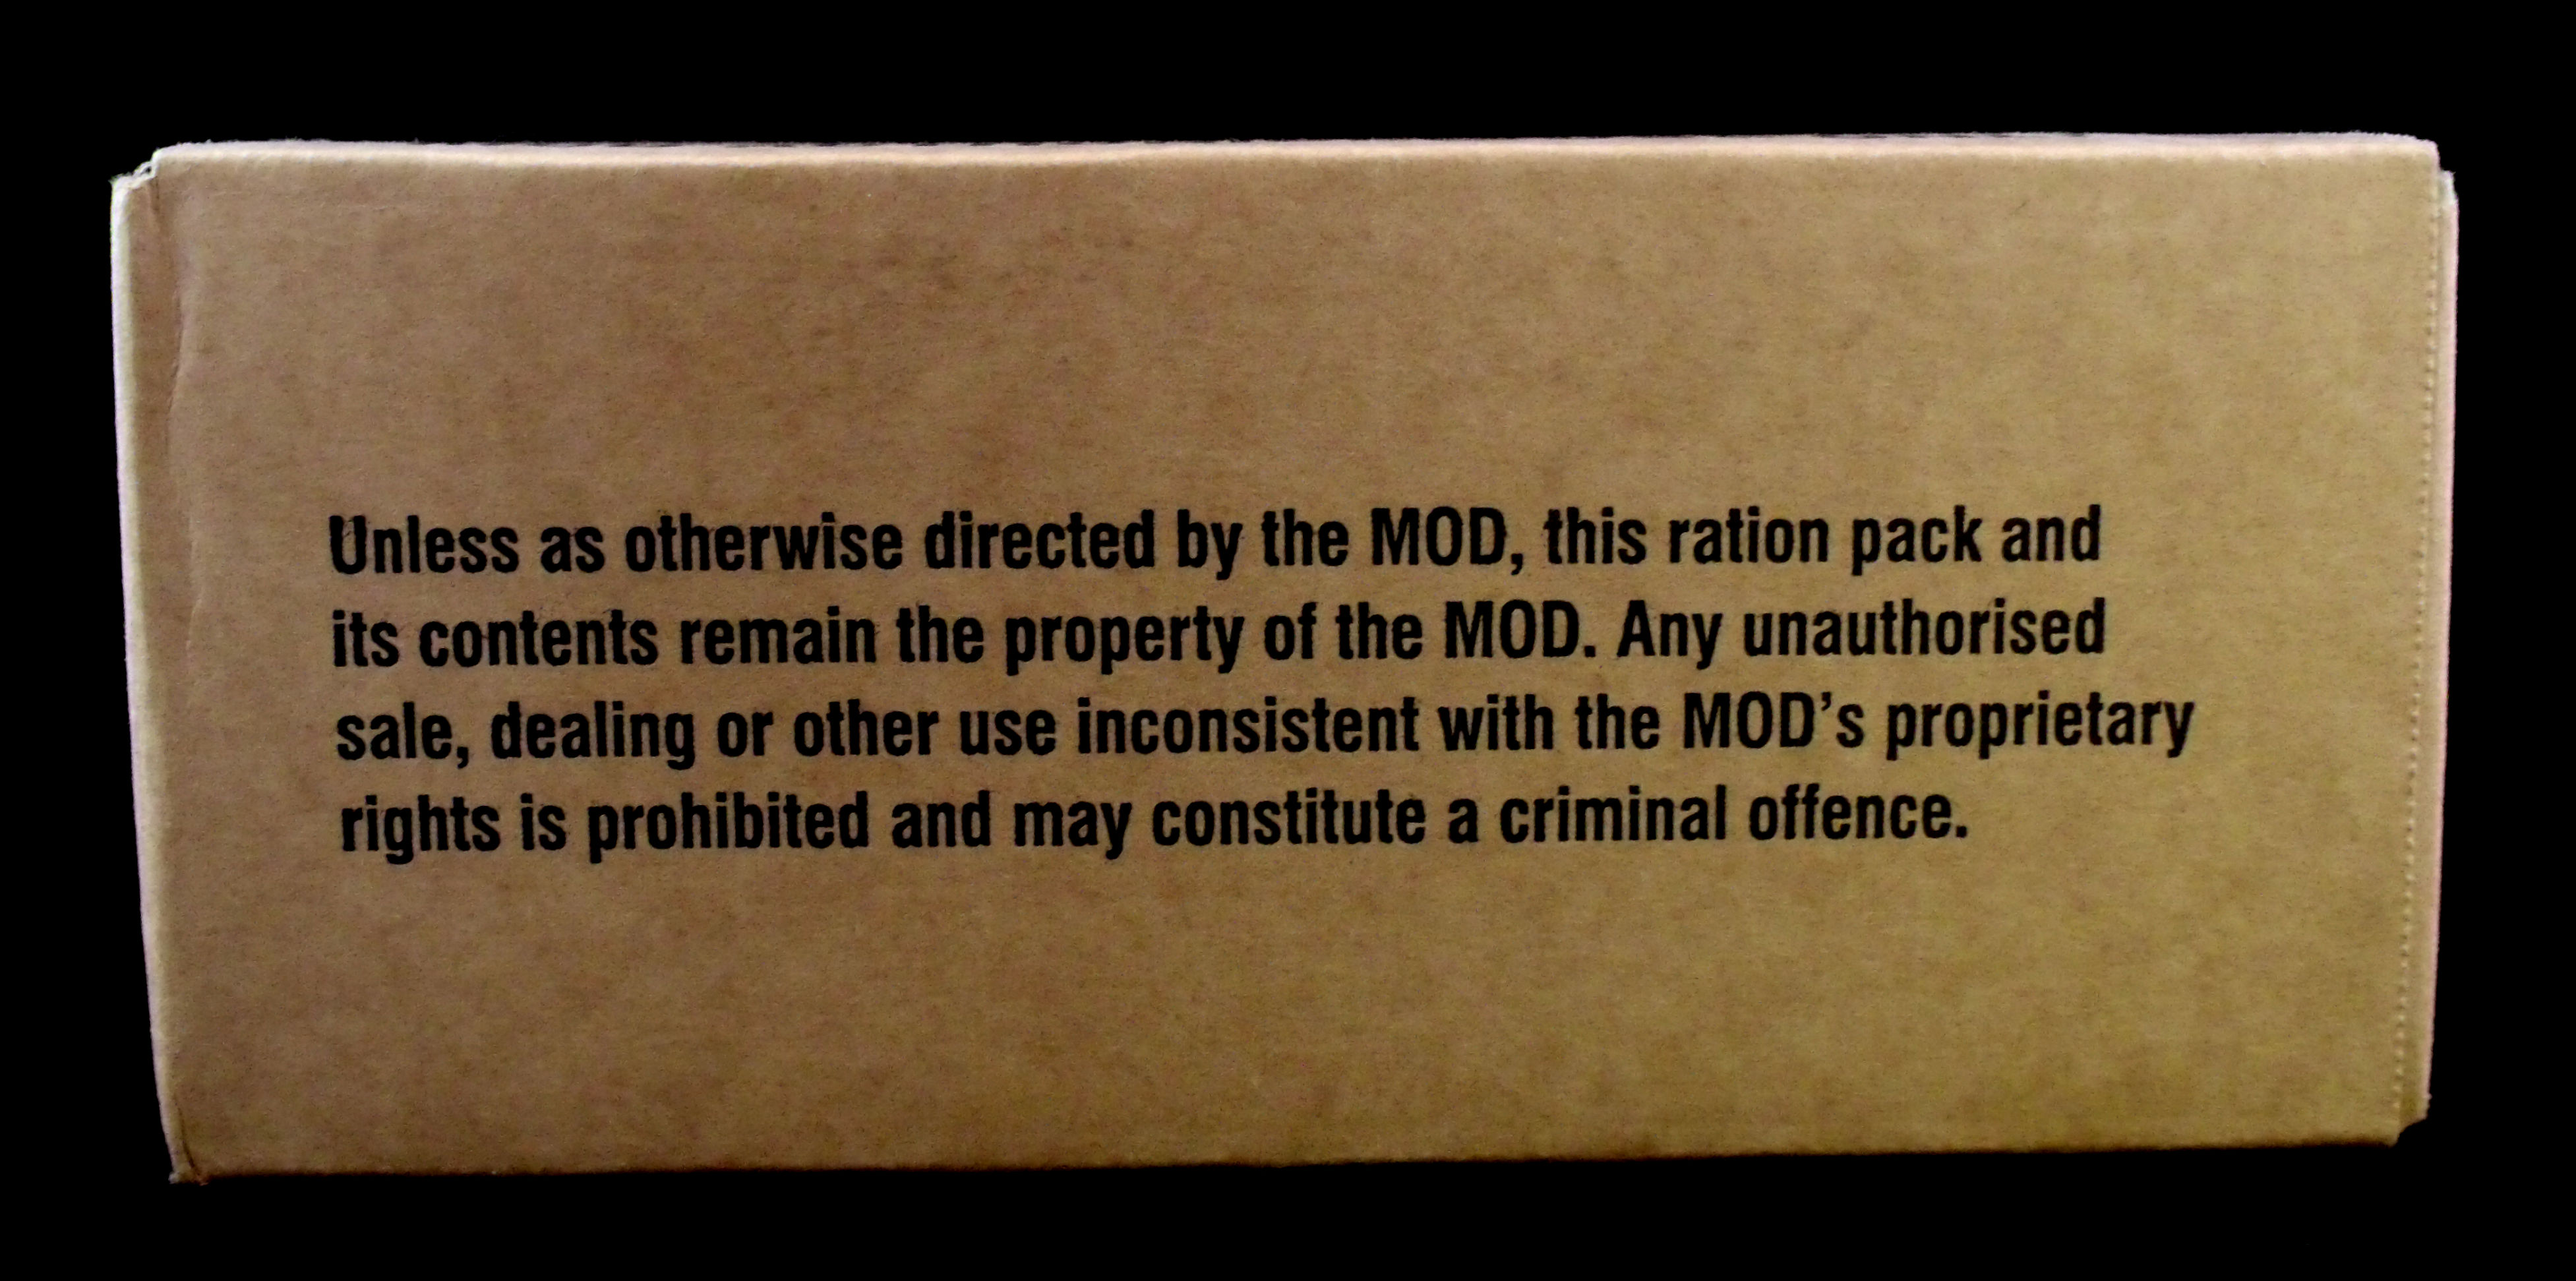 Unless as otherwise directed by the MOD, this ration pack and
its contents remain the property of the MOD. Any unauthorised
sale, dealing or other use inconsistent with the MOD’s proprietary
rights is prohibited and may constitute a criminal offence.